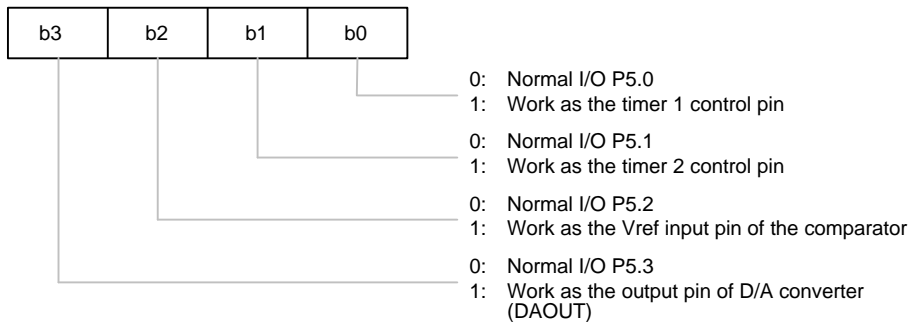 b3 b2 b1 b0
0: Normal I/O P5.0
1: Work as the timer 1 control pin
0: Normal I/O P5.1
1: Work as the timer 2 control pin
0: Normal I/O P5.2
1: Work as the Vref input pin of the comparator
0: Normal I/O P5.3
1: Work as the output pin of D/A converter
(DAOUT)